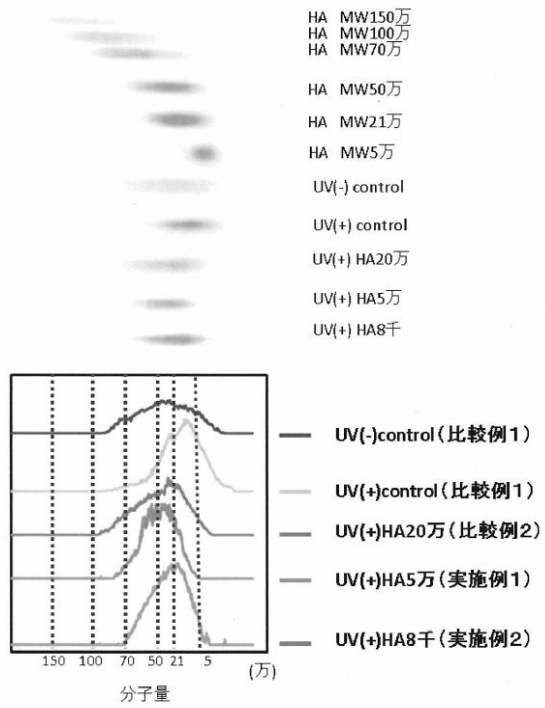 HA MW150万
HA MW100万
HA MW70万
HA MW50万
HA MW21万
HA MW5万
UV(-) control
UV(+) control
UV(+) HA20万
UV(+) HA5万
UV(+) HA8千
UV(-)control(比較例1)
UV(+)control(比較例1)
UV(+)HA20万(比較例2)
UV(+)HA5万(実施例1)
UV(+)HA8千(実施例2)
150 100 70 50 21 5 (万)
分子量